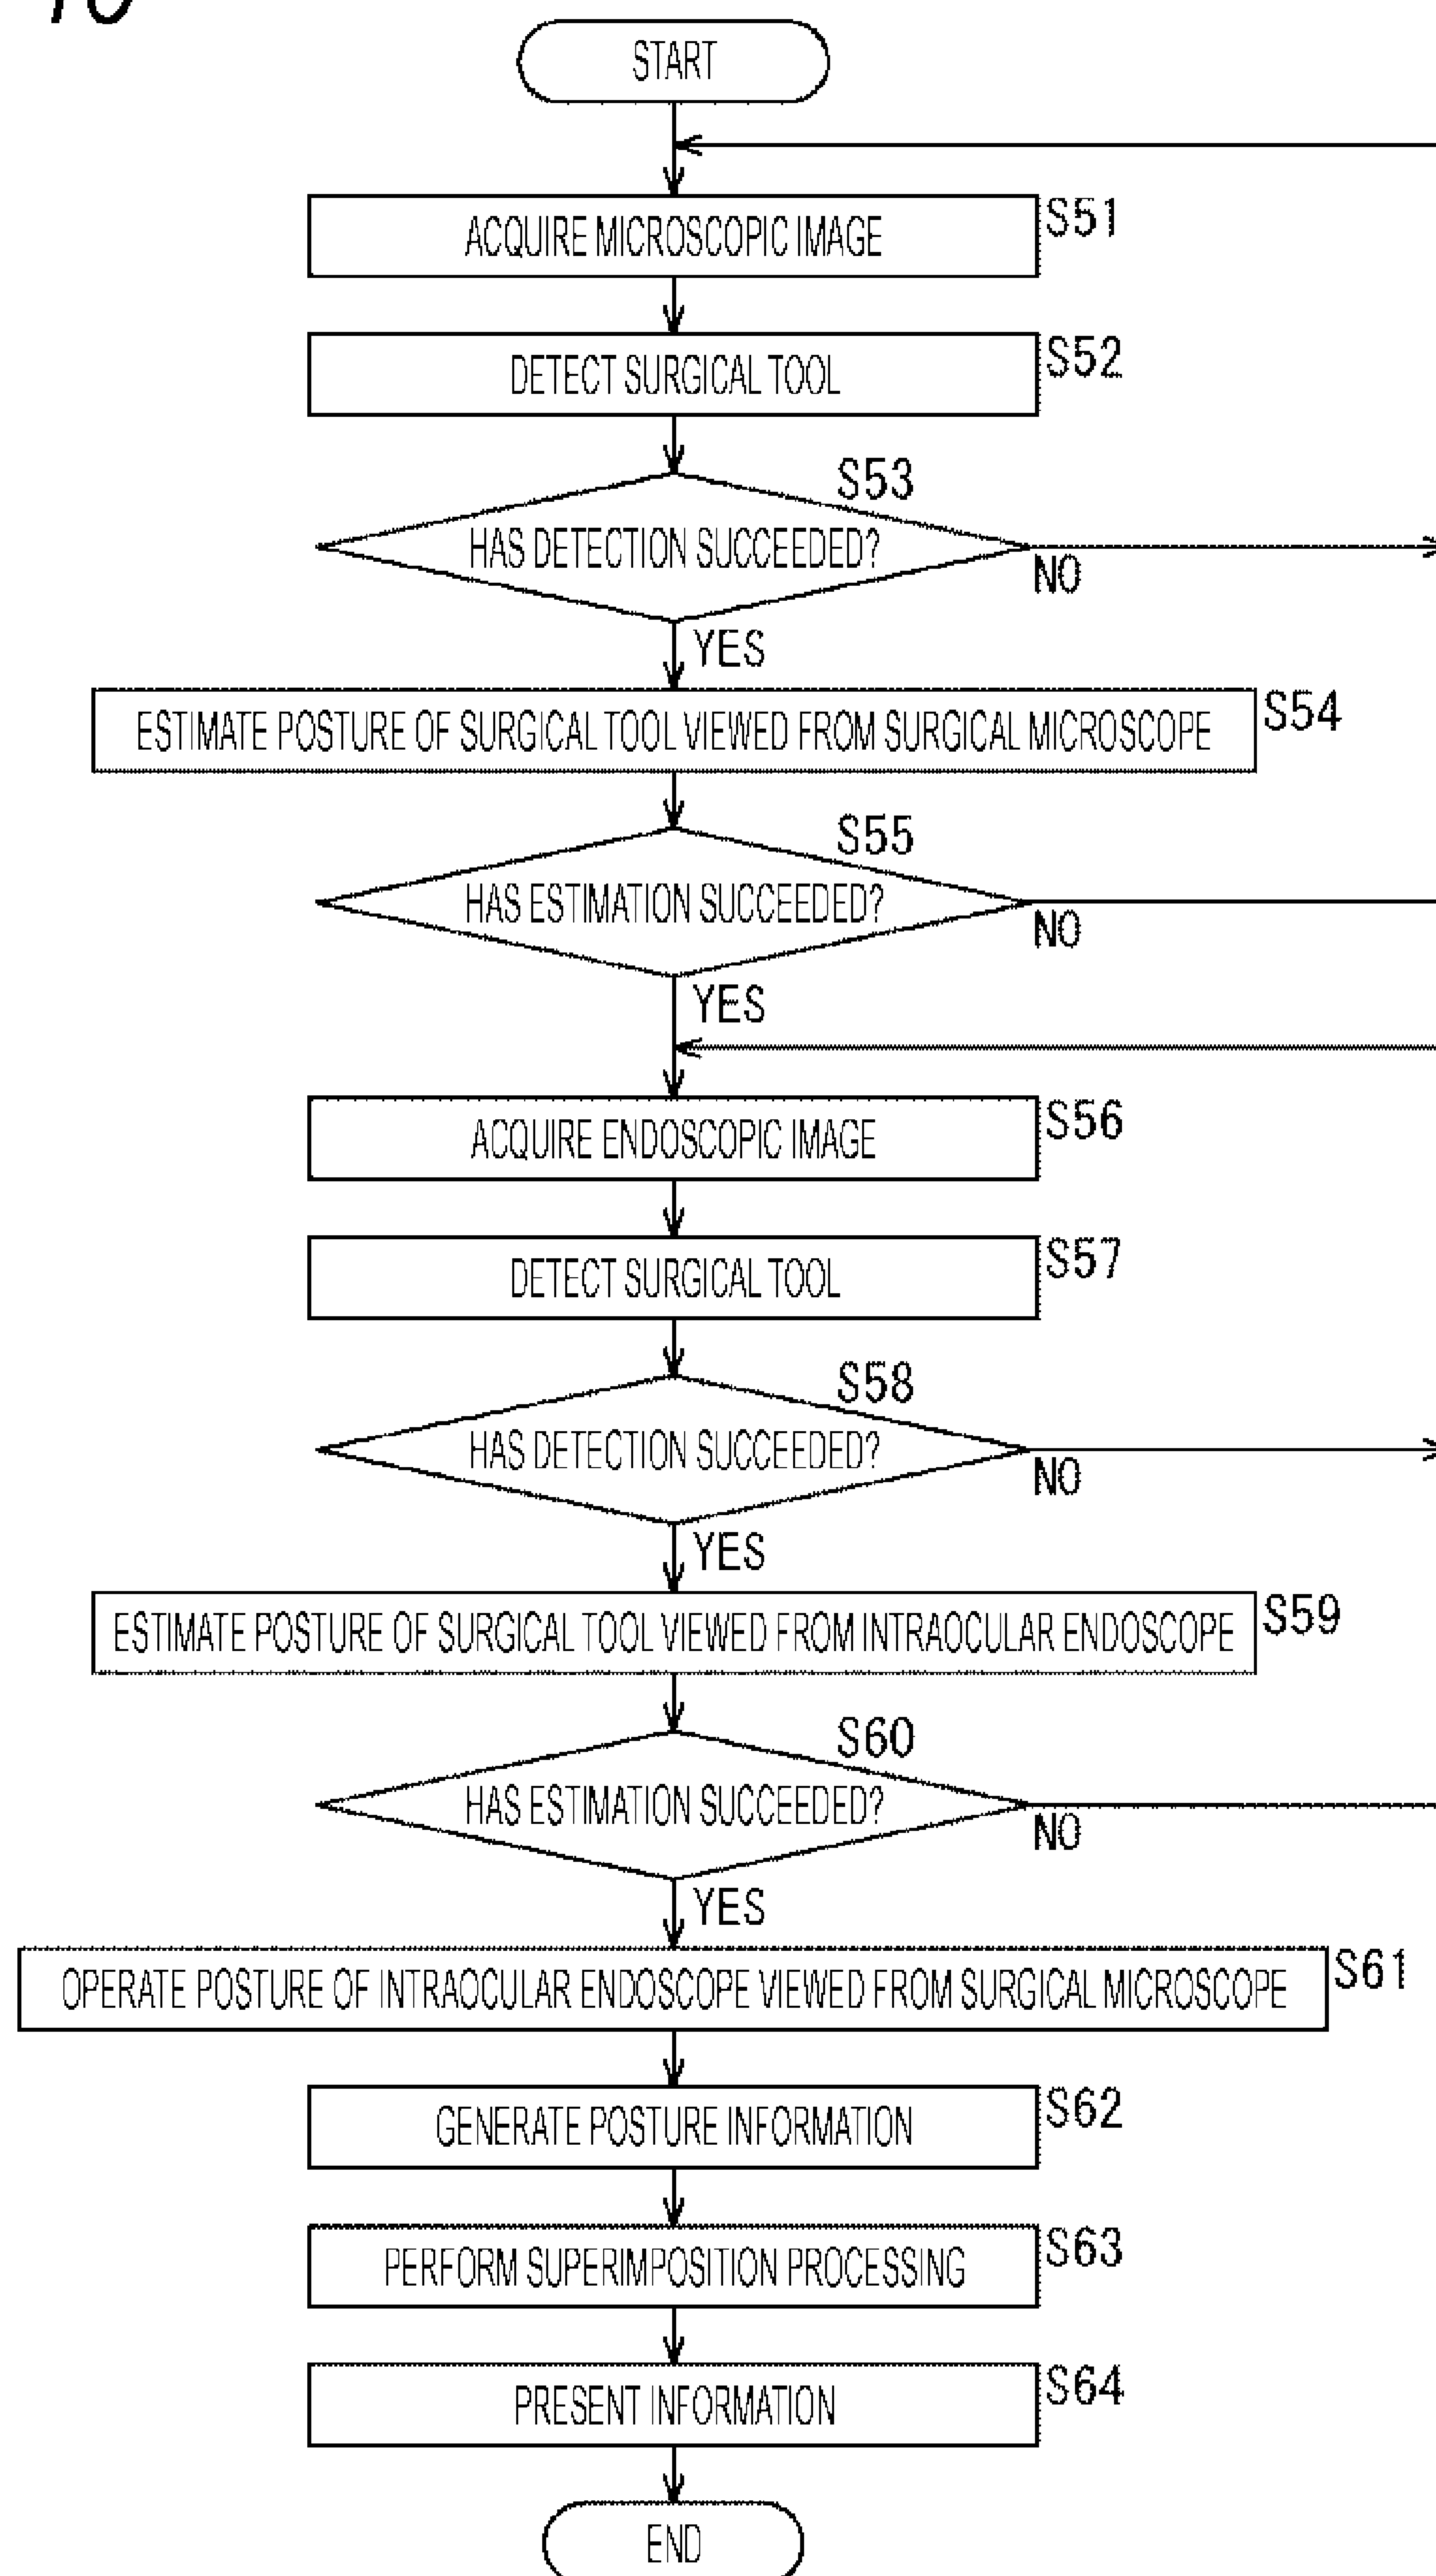 START
ACQUIRE MICROSCOPIC IMAGE S51
DETECT SURGICAL TOOL S52
S53
HAS DETECTION SUCCEEDED?
NO
YES
ESTIMATE POSTURE OF SURGICAL TOOL VIEWED FROM SURGICAL MICROSCOPE S54
S55
HAS ESTIMATION SUCCEEDED?
NO
YES
ACQUIRE ENDOSCOPIC IMAGE S56
DETECT SURGICAL TOOL S57
S58
HAS DETECTION SUCCEEDED?
NO
YES
ESTIMATE POSTURE OF SURGICAL TOOL VIEWED FROM INTRAOCULAR ENDOSCOPE S59
S60
HAS ESTIMATION SUCCEEDED?
NO
YES
OPERATE POSTURE OF INTRAOCULAR ENDOSCOPE VIEWED FROM SURGICAL MICROSCOPE S61
GENERATE POSTURE INFORMATION S62
PERFORM SUPERIMPOSITION PROCESSING S63
PRESENT INFORMATION S64
END